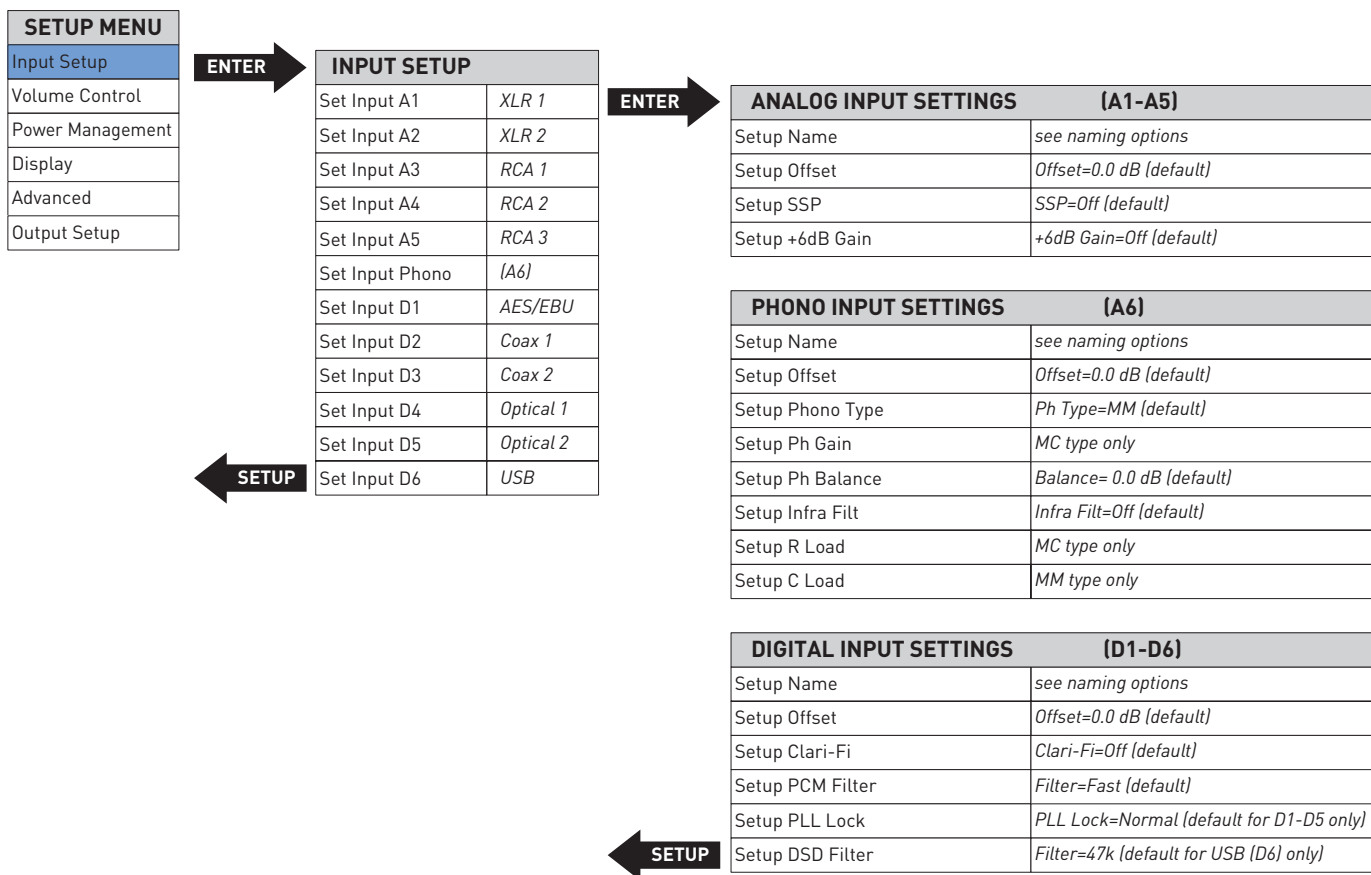 SETUP MENU
Input Setup
Volume Control
Power Management
Display
Advanced
Output Setup
ENTER
INPUT SETUP
Set Input A1 XLR 1
Set Input A2 XLR 2
Set Input A3 RCA 1
Set Input A4 RCA 2
Set Input A5 RCA 3
Set Input Phono (A6)
Set Input D1 AES/EBU
Set Input D2 Coax 1
Set Input D3 Coax 2
Set Input D4 Optical 1
Set Input D5 Optical 2
Set Input D6 USB
SETUP
ENTER
ANALOG INPUT SETTINGS (A1-A5)
Setup Name see naming options
Setup Offset Offset=0.0 dB (default)
Setup SSP SSP=Off (default)
Setup +6dB Gain +6dB Gain=Off (default)
PHONO INPUT SETTINGS (A6)
Setup Name see naming options
Setup Offset Offset=0.0 dB (default)
Setup Phono Type Ph Type=MM (default)
Setup Ph Gain MC type only
Setup Ph Balance Balance= 0.0 dB (default)
Setup Infra Filt Infra Filt=Off (default)
Setup R Load MC type only
Setup C Load MM type only
DIGITAL INPUT SETTINGS (D1-D6)
Setup Name see naming options
Setup Offset Offset=0.0 dB (default)
Setup Clari-Fi Clari-Fi=Off (default)
Setup PCM Filter Filter=Fast (default)
Setup PLL Lock PLL Lock=Normal (default for D1-D5 only)
Setup DSD Filter Filter=47k (default for USB (D6) only)
SETUP